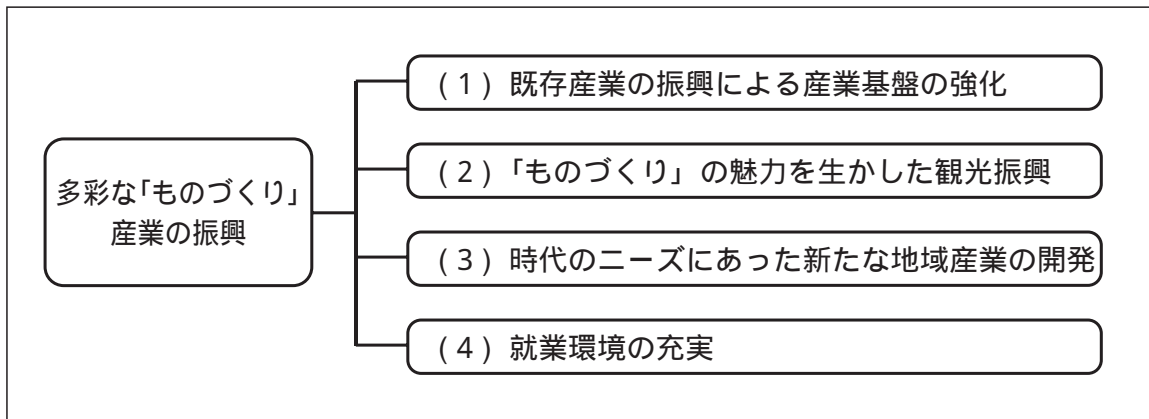 多彩な「ものづくり」
産業の振興
(1) 既存産業の振興による産業基盤の強化
(2) 「ものづくり」の魅力を生かした観光振興
(3) 時代のニーズにあった新たな地域産業の開発
(4) 就業環境の充実